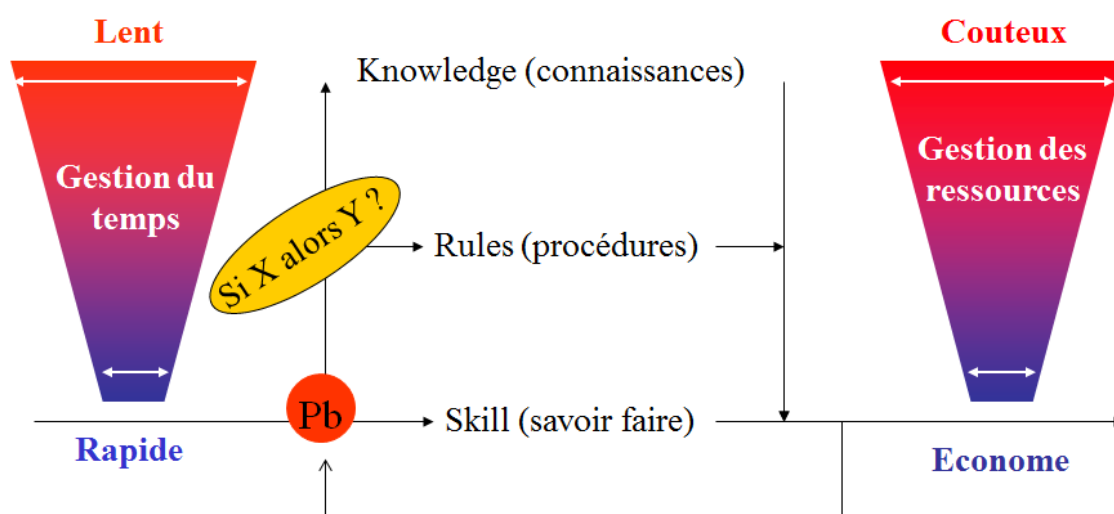 Lent
Couteux
Knowledge (connaissances)
Gestion du
temps
Gestion des
ressources
Si X alors Y ?
Rules (procédures)
Pb
Skill (savoir faire)
Rapide
Econome